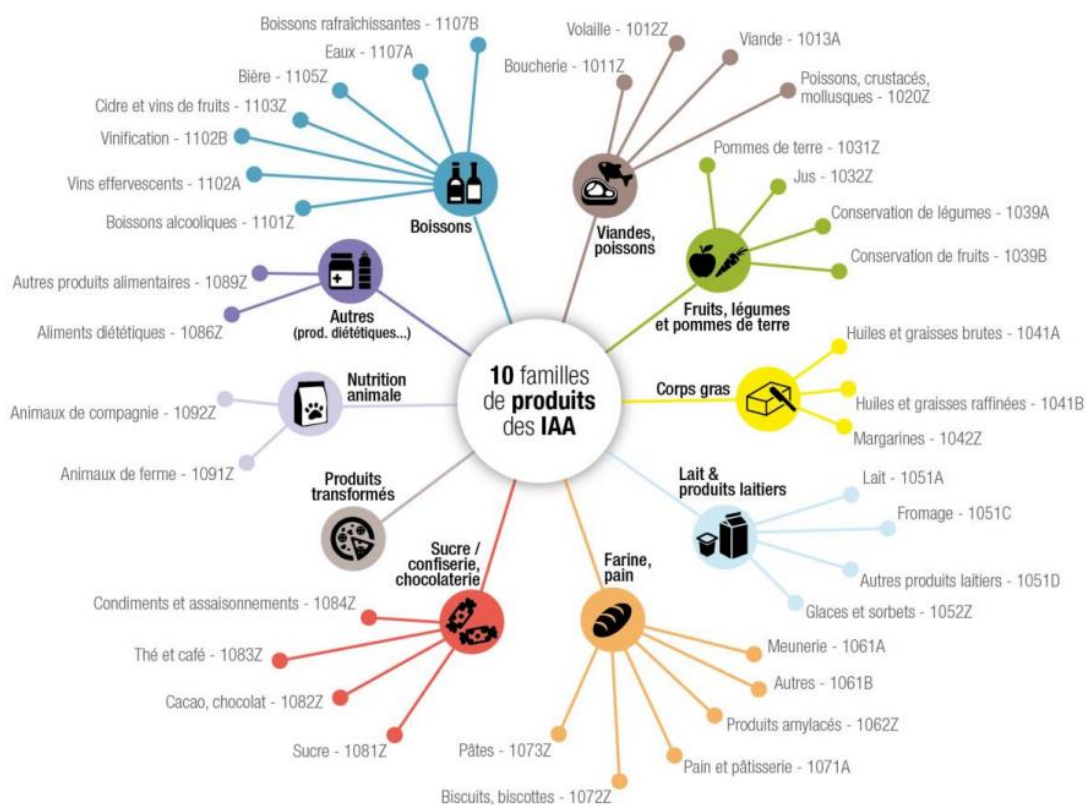 Boissons rafraîchissantes - 1107B
Eaux - 1107A
Bière - 1105Z
Cidre et vins de fruits - 1103Z
Vinification - 1102B
Vins effervescents - 1102A
Boissons alcooliques - 1101Z
Boissons
Volaille - 1012Z
Viande - 1013A
Boucherie - 1011Z
Poissons, crustacés,
mollusques - 1020Z
Viandes,
poissons
Pommes de terre - 1031Z
Jus - 1032Z
Conservation de légumes - 1039A
Conservation de fruits - 1039B
Fruits, légumes
et pommes de terre
Autres produits alimentaires - 1089Z
Aliments diététiques - 1086Z
Autres
(prod. diététiques...)
10 familles
de produits
des IAA
Huiles et graisses brutes - 1041A
Corps gras
Huiles et graisses raffinées - 1041B
Margarines - 1042Z
Nutrition
animale
Animaux de compagnie - 1092Z
Animaux de ferme - 1091Z
Lait &
produits laitiers
Lait - 1051A
Fromage - 1051C
Autres produits laitiers - 1051D
Glaces et sorbets - 1052Z
Produits
transformés
Sucre /
confiserie,
chocolaterie
Condiments et assaisonnements - 1084Z
Thé et café - 1083Z
Cacao, chocolat - 1082Z
Sucre - 1081Z
Farine,
pain
Meunerie - 1061A
Autres - 1061B
Produits amylacés - 1062Z
Pain et pâtisserie - 1071A
Biscuits, biscottes - 1072Z
Pâtes - 1073Z